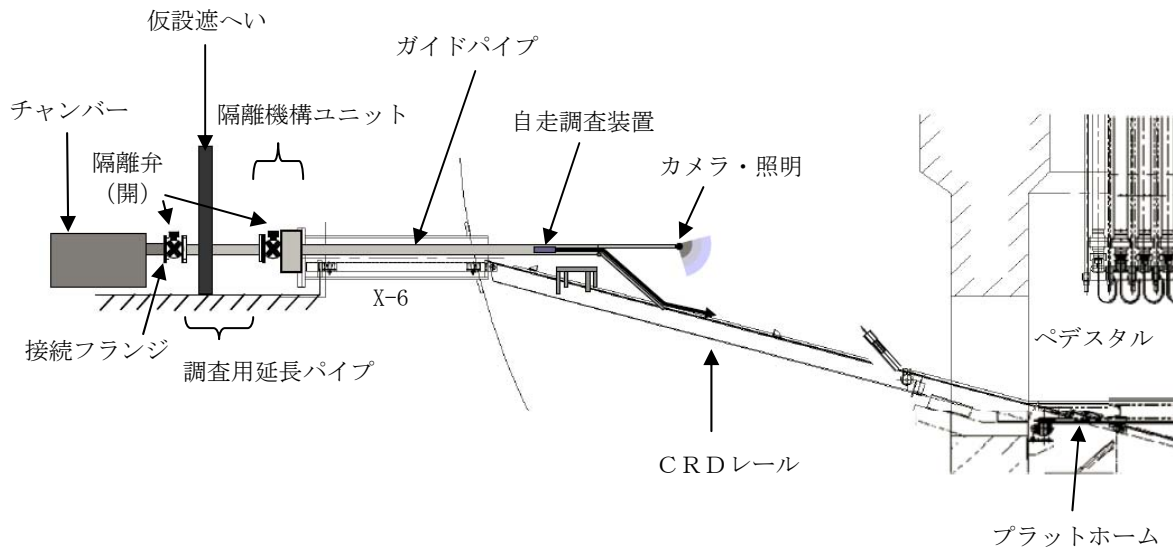 仮設遮へい
ガイドパイプ
チャンバー
隔離機構ユニット
自走調査装置
隔離弁
（開）
カメラ・照明
X-6
接続フランジ
調査用延長パイプ
ペデスタル
ＣＲＤレール
プラットホーム